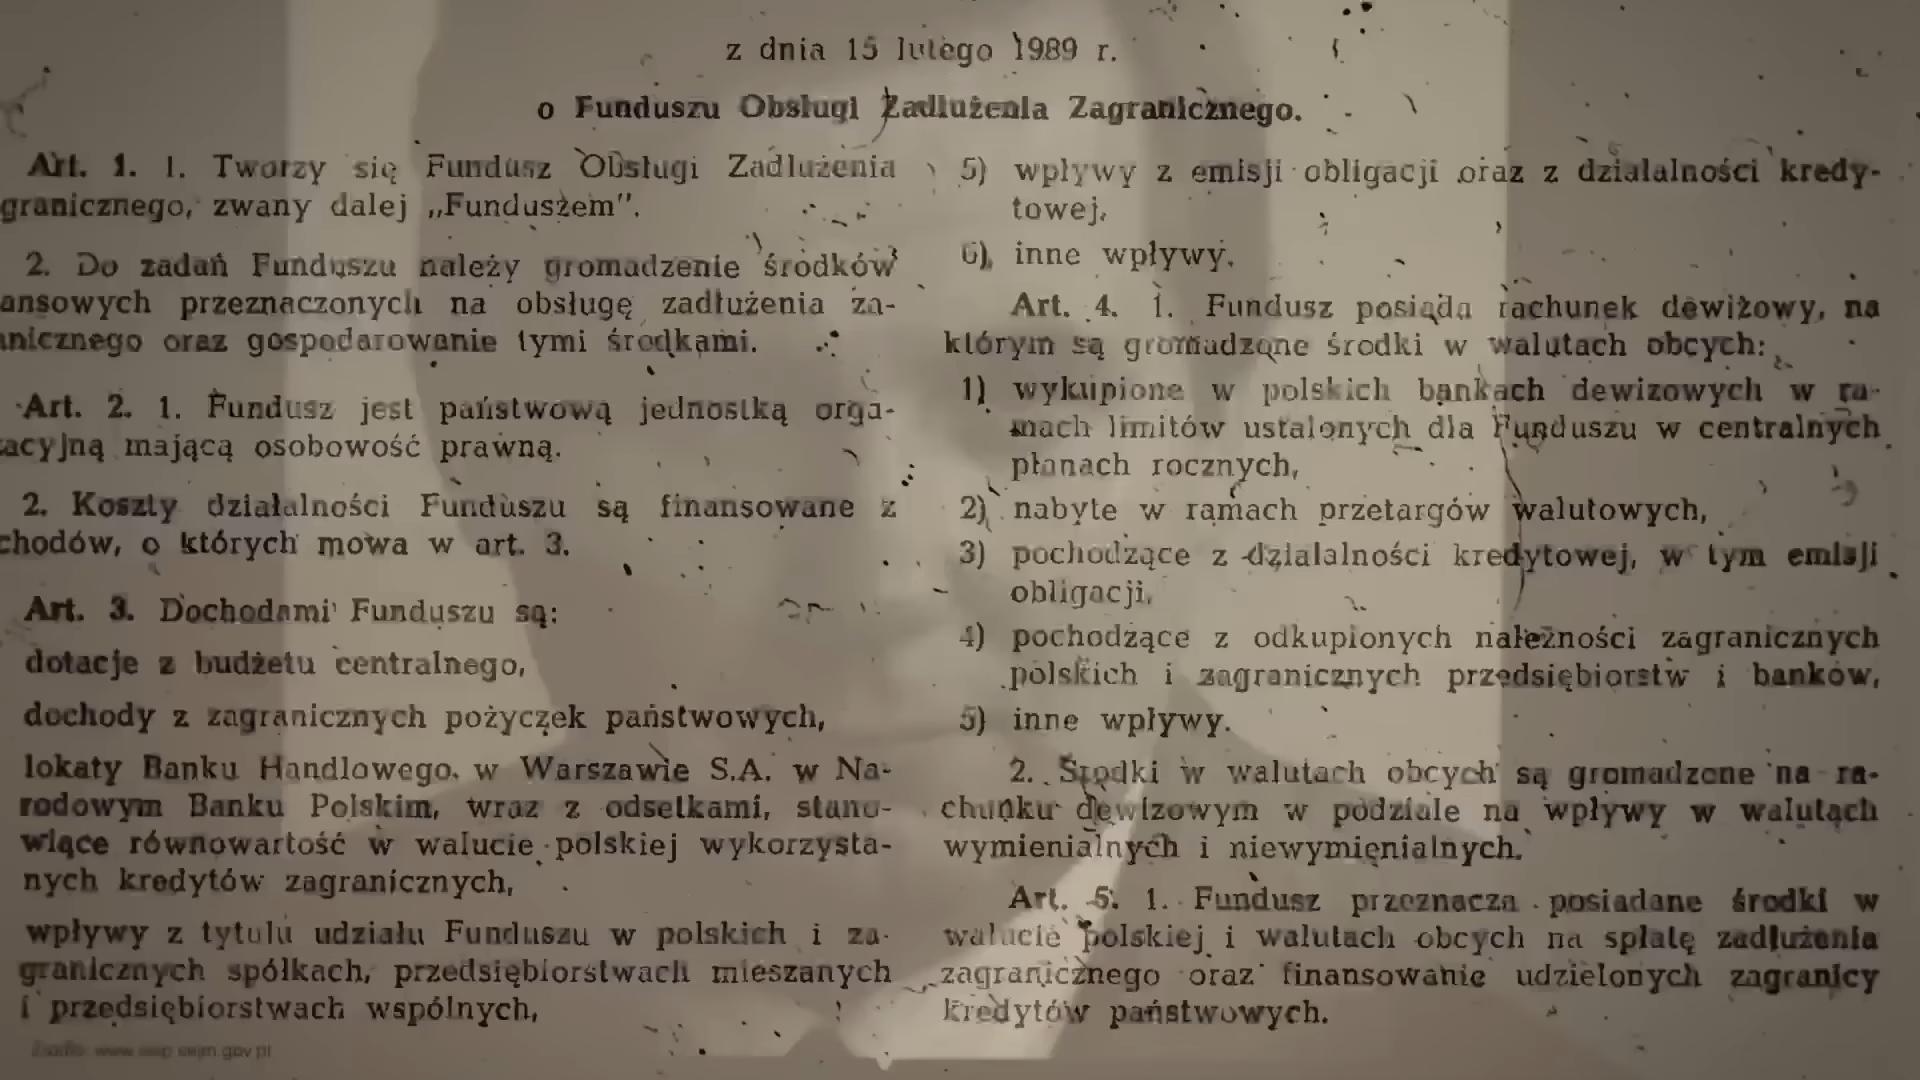 z dnia 15 lutego 1989 r.
o Funduszu Obsługi Zadłużenia Zagranicznego.
Art. 1. 1. Tworzy się Fundusz Obsługi Zadłużenia
granicznego, zwany dalej „Funduszem".
2. Do zadań Funduszu należy gromadzenie środków
ansowych przeznaczonych na obsługę zadłużenia za-
anicznego oraz gospodarowanie tymi środkami.
Art. 2. 1. Fundusz jest państwową jednostką orga-
acyjną mającą osobowość prawną.
2. Koszty działalności Funduszu są finansowane z
chodów, o których mowa w art. 3.
Art. 3. Dochodami Funduszu są:
dotacje z budżetu centralnego,
dochody z zagranicznych pożyczek państwowych,
lokaty Banku Handlowego w Warszawie S.A. w Na-
rodowym Banku Polskim, wraz z odsetkami, stano-
wiące równowartość w walucie polskiej wykorzysta-
nych kredytów zagranicznych,
wpływy z tytułu udziału Funduszu w polskich i za-
granicznych spółkach, przedsiębiorstwach mieszanych
i przedsiębiorstwach wspólnych,
5) wpływy z emisji obligacji oraz z działalności kredy-
towej,
6) inne wpływy.
Art. 4. 1. Fundusz posiada rachunek dewizowy, na
którym są gromadzone środki w walutach obcych:
1) wykupione w polskich bankach dewizowych w ra-
mach limitów ustalonych dla Funduszu w centralnych
planach rocznych,
2) nabyte w ramach przetargów walutowych,
3) pochodzące z działalności kredytowej, w tym emisji
obligacji,
4) pochodzące z odkupionych należności zagranicznych
polskich i zagranicznych przedsiębiorstw i banków,
5) inne wpływy.
2. Środki w walutach obcych są gromadzone na ra-
chunku dewizowym w podziale na wpływy w walutach
wymienialnych i niewymienialnych.
Art. 5. 1. Fundusz przeznacza posiadane środki w
walucie polskiej i walutach obcych na spłatę zadłużenia
zagranicznego oraz finansowanie udzielonych zagranicy
kredytów państwowych.
Źródło: www.isap.sejm.gov.pl